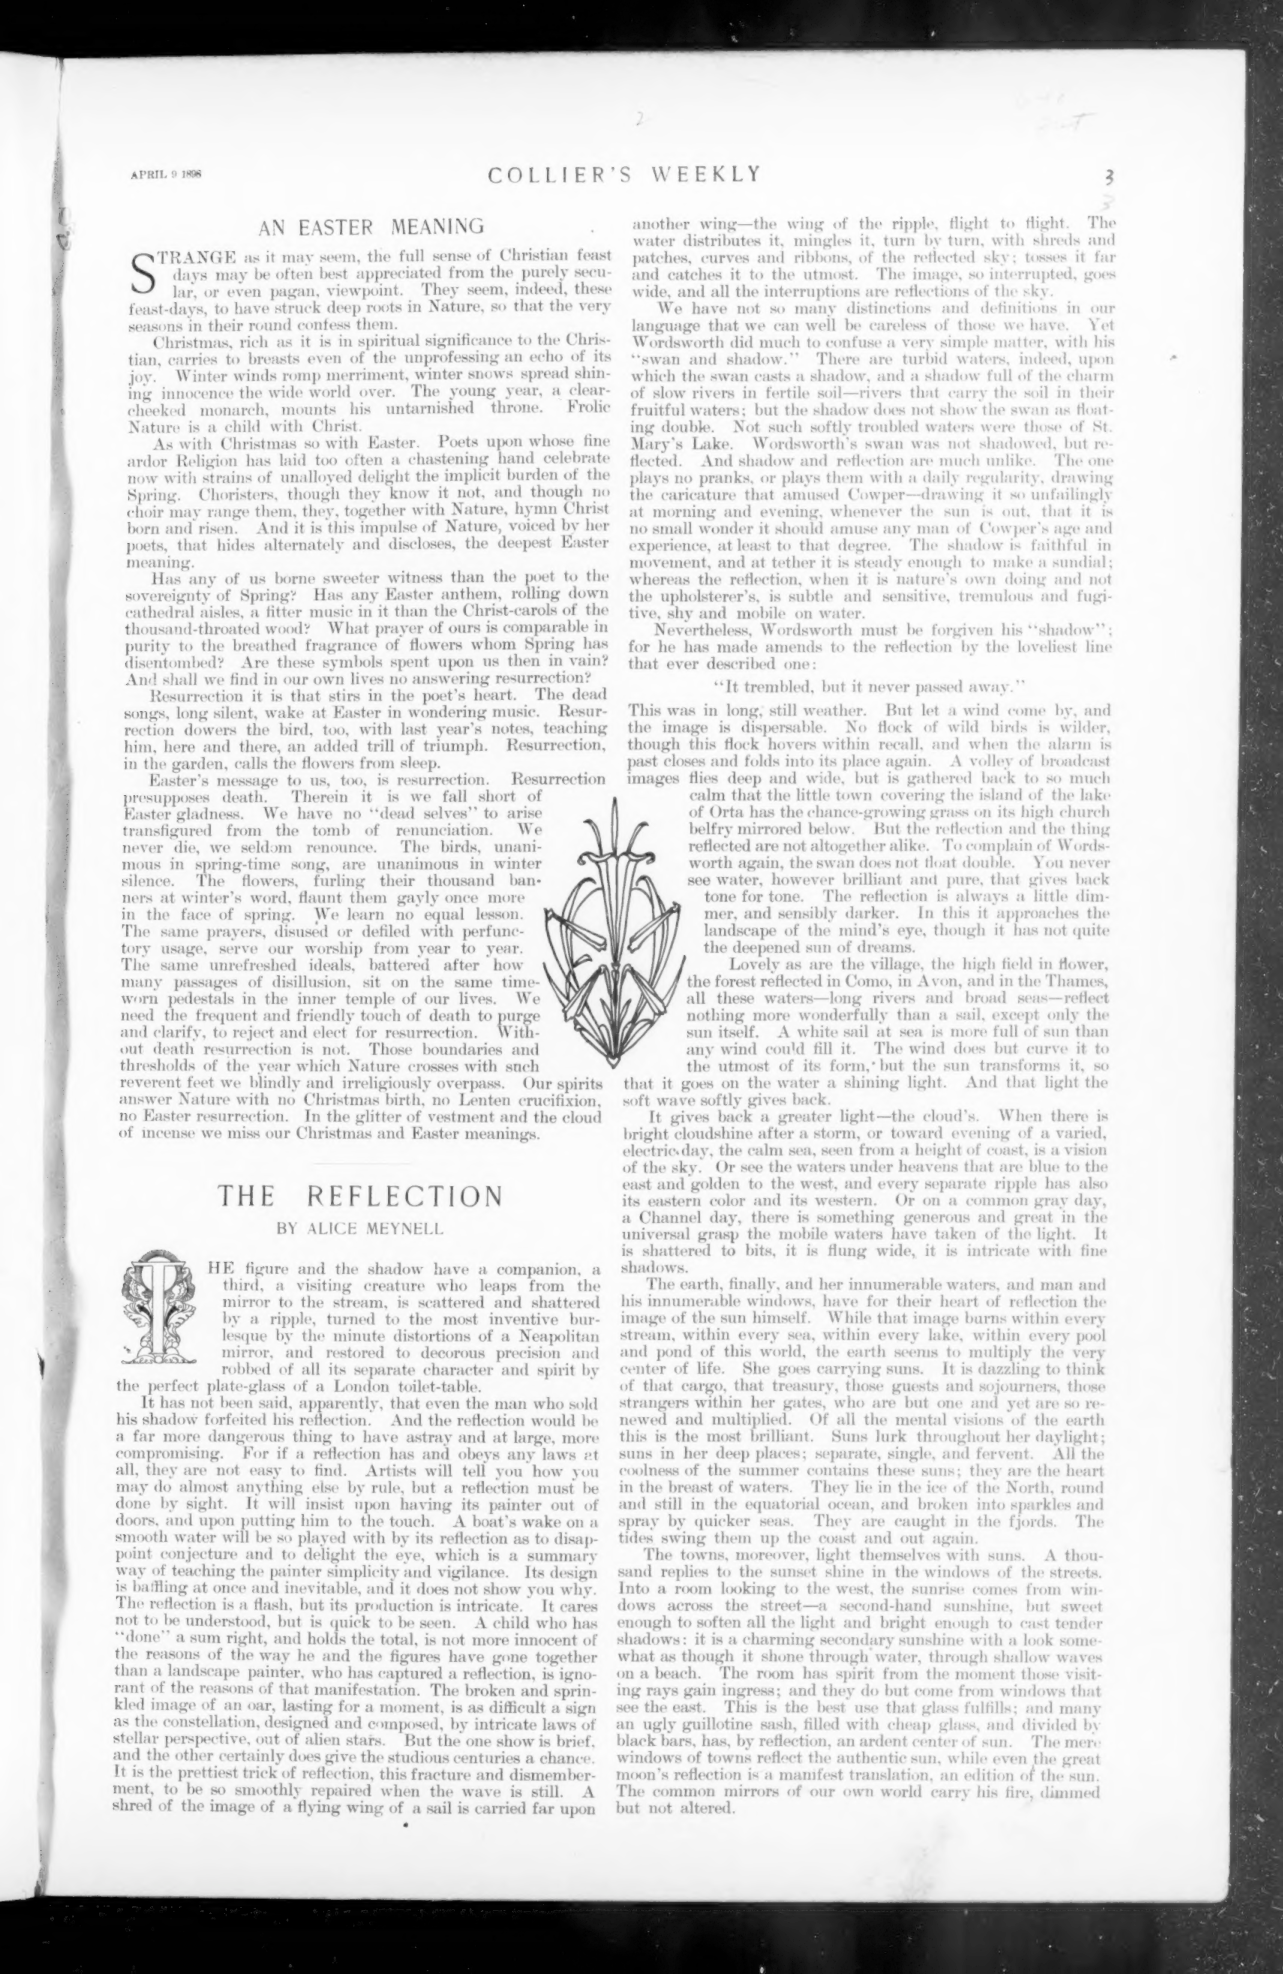 APRIL 9 1898
COLLIER'S WEEKLY
3
AN EASTER MEANING
STRANGE as it may seem, the full sense of Christian feast
days may be often best appreciated from the purely secu-
lar, or even pagan, viewpoint. They seem, indeed, these
feast-days, to have struck deep roots in Nature, so that the very
seasons in their round confess them.
Christmas, rich as it is in spiritual significance to the Chris-
tian, carries to breasts even of the unprofessing an echo of its
joy. Winter winds romp merriment, winter snows spread shin-
ing innocence the wide world over. The young year, a clear-
cheeked monarch, mounts his untarnished throne. Frolic
Nature is a child with Christ.
As with Christmas so with Easter. Poets upon whose fine
ardor Religion has laid too often a chastening hand celebrate
now with strains of unalloyed delight the implicit burden of the
Spring. Choristers, though they know it not, and though no
choir may range them, they, together with Nature, hymn Christ
born and risen. And it is this impulse of Nature, voiced by her
poets, that hides alternately and discloses, the deepest Easter
meaning.
Has any of us borne sweeter witness than the poet to the
sovereignty of Spring? Has any Easter anthem, rolling down
cathedral aisles, a fitter music in it than the Christ-carols of the
thousand-throated wood? What prayer of ours is comparable in
purity to the breathed fragrance of flowers whom Spring has
disentombed? Are these symbols spent upon us then in vain?
And shall we find in our own lives no answering resurrection?
Resurrection it is that stirs in the poet's heart. The dead
songs, long silent, wake at Easter in wondering music. Resur-
rection dowers the bird, too, with last year's notes, teaching
him, here and there, an added trill of triumph. Resurrection,
in the garden, calls the flowers from sleep.
Easter's message to us, too, is resurrection. Resurrection
presupposes death. Therein it is we fall short of
Easter gladness. We have no "dead selves" to arise
transfigured from the tomb of renunciation. We
never die, we seldom renounce. The birds, unani-
mous in spring-time song, are unanimous in winter
silence. The flowers, furling their thousand ban-
ners at winter's word, flaunt them gayly once more
in the face of spring. We learn no equal lesson.
The same prayers, disused or defiled with perfunc-
tory usage, serve our worship from year to year.
The same unrefreshed ideals, battered after how
many passages of disillusion, sit on the same time-
worn pedestals in the inner temple of our lives. We
need the frequent and friendly touch of death to purge
and clarify, to reject and elect for resurrection. With-
out death resurrection is not. Those boundaries and
thresholds of the year which Nature crosses with such
reverent feet we blindly and irreligiously overpass. Our spirits
answer Nature with no Christmas birth, no Lenten crucifixion,
no Easter resurrection. In the glitter of vestment and the cloud
of incense we miss our Christmas and Easter meanings.
THE REFLECTION
BY ALICE MEYNELL
THE figure and the shadow have a companion, a
third, a visiting creature who leaps from the
mirror to the stream, is scattered and shattered
by a ripple, turned to the most inventive bur-
lesque by the minute distortions of a Neapolitan
mirror, and restored to decorous precision and
robbed of all its separate character and spirit by
the perfect plate-glass of a London toilet-table.
It has not been said, apparently, that even the man who sold
his shadow forfeited his reflection. And the reflection would be
a far more dangerous thing to have astray and at large, more
compromising. For if a reflection has and obeys any laws at
all, they are not easy to find. Artists will tell you how you
may do almost anything else by rule, but a reflection must be
done by sight. It will insist upon having its painter out of
doors, and upon putting him to the touch. A boat's wake on a
smooth water will be so played with by its reflection as to disap-
point conjecture and to delight the eye, which is a summary
way of teaching the painter simplicity and vigilance. Its design
is baffling at once and inevitable, and it does not show you why.
The reflection is a flash, but its production is intricate. It cares
not to be understood, but is quick to be seen. A child who has
"done" a sum right, and holds the total, is not more innocent of
the reasons of the way he and the figures have gone together
than a landscape painter, who has captured a reflection, is igno-
rant of the reasons of that manifestation. The broken and sprin-
kled image of an oar, lasting for a moment, is as difficult a sign
as the constellation, designed and composed, by intricate laws of
stellar perspective, out of alien stars. But the one show is brief,
and the other certainly does give the studious centuries a chance.
It is the prettiest trick of reflection, this fracture and dismember-
ment, to be so smoothly repaired when the wave is still. A
shred of the image of a flying wing of a sail is carried far upon
another wing—the wing of the ripple, flight to flight. The
water distributes it, mingles it, turn by turn, with shreds and
patches, curves and ribbons, of the reflected sky; tosses it far
and catches it to the utmost. The image, so interrupted, goes
wide, and all the interruptions are reflections of the sky.
We have not so many distinctions and definitions in our
language that we can well be careless of those we have. Yet
Wordsworth did much to confuse a very simple matter, with his
"swan and shadow." There are turbid waters, indeed, upon
which the swan casts a shadow, and a shadow full of the charm
of slow rivers in fertile soil—rivers that carry the soil in their
fruitful waters; but the shadow does not show the swan as float-
ing double. Not such softly troubled waters were those of St.
Mary's Lake. Wordsworth's swan was not shadowed, but re-
flected. And shadow and reflection are much unlike. The one
plays no pranks, or plays them with a daily regularity, drawing
the caricature that amused Cowper—drawing it so unfailingly
at morning and evening, whenever the sun is out, that it is
no small wonder it should amuse any man of Cowper's age and
experience, at least to that degree. The shadow is faithful in
movement, and at tether it is steady enough to make a sundial;
whereas the reflection, when it is nature's own doing and not
the upholsterer's, is subtle and sensitive, tremulous and fugi-
tive, shy and mobile on water.
Nevertheless, Wordsworth must be forgiven his "shadow";
for he has made amends to the reflection by the loveliest line
that ever described one:
"It trembled, but it never passed away."
This was in long, still weather. But let a wind come by, and
the image is dispersable. No flock of wild birds is wilder,
though this flock hovers within recall, and when the alarm is
past closes and folds into its place again. A volley of broadcast
images flies deep and wide, but is gathered back to so much
calm that the little town covering the island of the lake
of Orta has the chance-growing grass on its high church
belfry mirrored below. But the reflection and the thing
reflected are not altogether alike. To complain of Words-
worth again, the swan does not float double. You never
see water, however brilliant and pure, that gives back
tone for tone. The reflection is always a little dim-
mer, and sensibly darker. In this it approaches the
landscape of the mind's eye, though it has not quite
the deepened sun of dreams.
Lovely as are the village, the high field in flower,
the forest reflected in Como, in Avon, and in the Thames,
all these waters—long rivers and broad seas—reflect
nothing more wonderfully than a sail, except only the
sun itself. A white sail at sea is more full of sun than
any wind could fill it. The wind does but curve it to
the utmost of its form, but the sun transforms it, so
that it goes on the water a shining light. And that light the
soft wave softly gives back.
It gives back a greater light—the cloud's. When there is
bright cloudshine after a storm, or toward evening of a varied,
electric day, the calm sea, seen from a height of coast, is a vision
of the sky. Or see the waters under heavens that are blue to the
east and golden to the west, and every separate ripple has also
its eastern color and its western. Or on a common gray day,
a Channel day, there is something generous and great in the
universal grasp the mobile waters have taken of the light. It
is shattered to bits, it is flung wide, it is intricate with fine
shadows.
The earth, finally, and her innumerable waters, and man and
his innumerable windows, have for their heart of reflection the
image of the sun himself. While that image burns within every
stream, within every sea, within every lake, within every pool
and pond of this world, the earth seems to multiply the very
center of life. She goes carrying suns. It is dazzling to think
of that cargo, that treasury, those guests and sojourners, those
strangers within her gates, who are but one and yet are so re-
newed and multiplied. Of all the mental visions of the earth
this is the most brilliant. Suns lurk throughout her daylight;
suns in her deep places; separate, single, and fervent. All the
coolness of the summer contains these suns; they are the heart
in the breast of waters. They lie in the ice of the North, round
and still in the equatorial ocean, and broken into sparkles and
spray by quicker seas. They are caught in the fjords. The
tides swing them up the coast and out again.
The towns, moreover, light themselves with suns. A thou-
sand replies to the sunset shine in the windows of the streets.
Into a room looking to the west, the sunrise comes from win-
dows across the street—a second-hand sunshine, but sweet
enough to soften all the light and bright enough to cast tender
shadows: it is a charming secondary sunshine with a look some-
what as though it shone through water, through shallow waves
on a beach. The room has spirit from the moment those visit-
ing rays gain ingress; and they do but come from windows that
see the east. This is the best use that glass fulfills; and many
an ugly guillotine sash, filled with cheap glass, and divided by
black bars, has, by reflection, an ardent center of sun. The mere
windows of towns reflect the authentic sun, while even the great
moon's reflection is a manifest translation, an edition of the sun.
The common mirrors of our own world carry his fire, dimmed
but not altered.